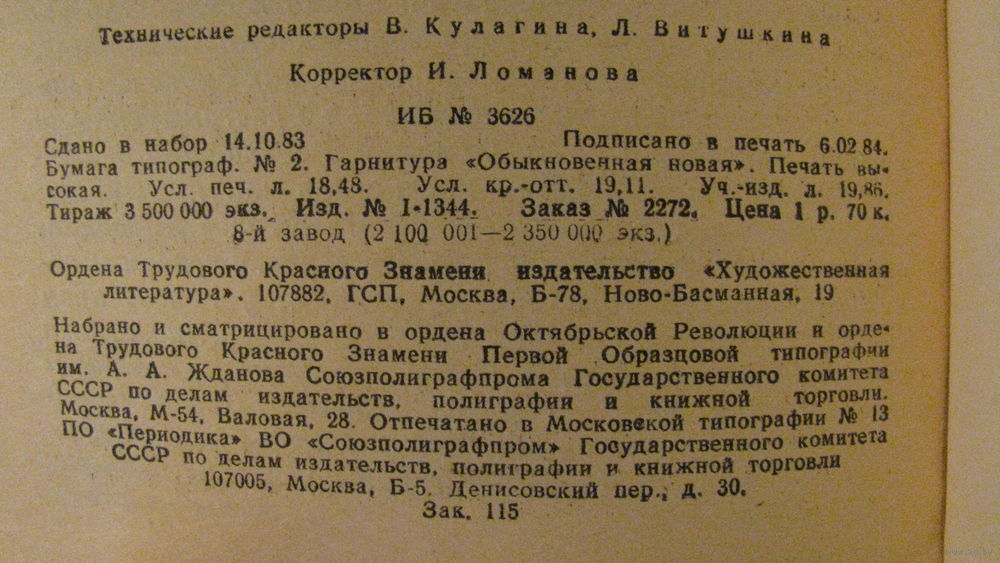 Технические редакторы В. Кулагина, Л. Витушкина
Корректор И. Ломанова
ИБ № 3626
Сдано в набор 14.10.83 Подписано в печать 6.02.84.
Бумага типограф. № 2. Гарнитура «Обыкновенная новая». Печать вы-
сокая. Усл. печ. л. 18,48. Усл. кр.-отт. 19,11. Уч.-изд. л. 19,86.
Тираж 3 500 000 экз. Изд. № I-1344. Заказ № 2272. Цена 1 р. 70 к.
8-й завод (2 100 001—2 350 000 экз.)
Ордена Трудового Красного Знамени издательство «Художественная
литература». 107882, ГСП, Москва, Б-78, Ново-Басманная, 19
Набрано и сматрицировано в ордена Октябрьской Революции и орде-
на Трудового Красного Знамени Первой Образцовой типографии
им. А. А. Жданова Союзполиграфпрома Государственного комитета
СССР по делам издательств, полиграфии и книжной торговли.
Москва, М-54, Валовая, 28. Отпечатано в Московской типографии № 13
ПО «Периодика» ВО «Союзполиграфпром» Государственного комитета
СССР по делам издательств, полиграфии и книжной торговли
107005, Москва, Б-5, Денисовский пер., д. 30.
Зак. 115